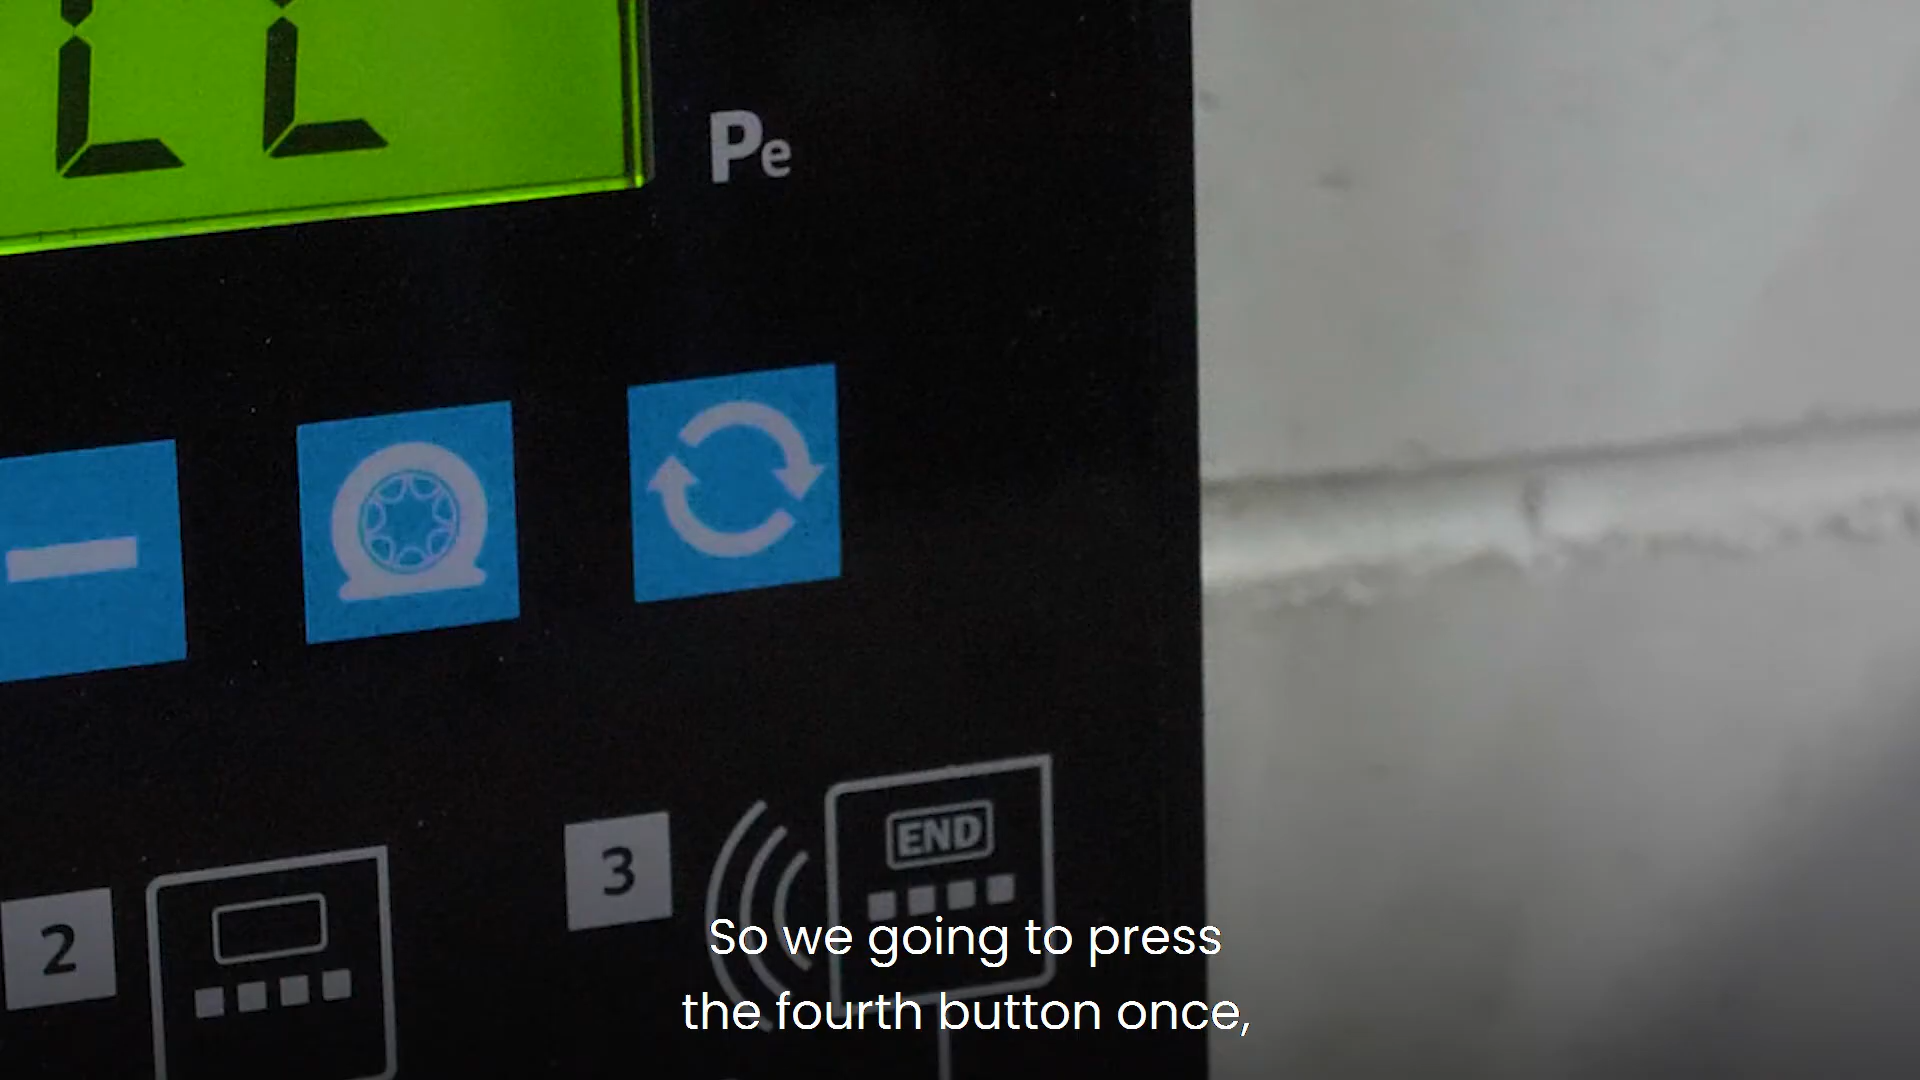 Pe
2
3
END
So we going to press
the fourth button once,